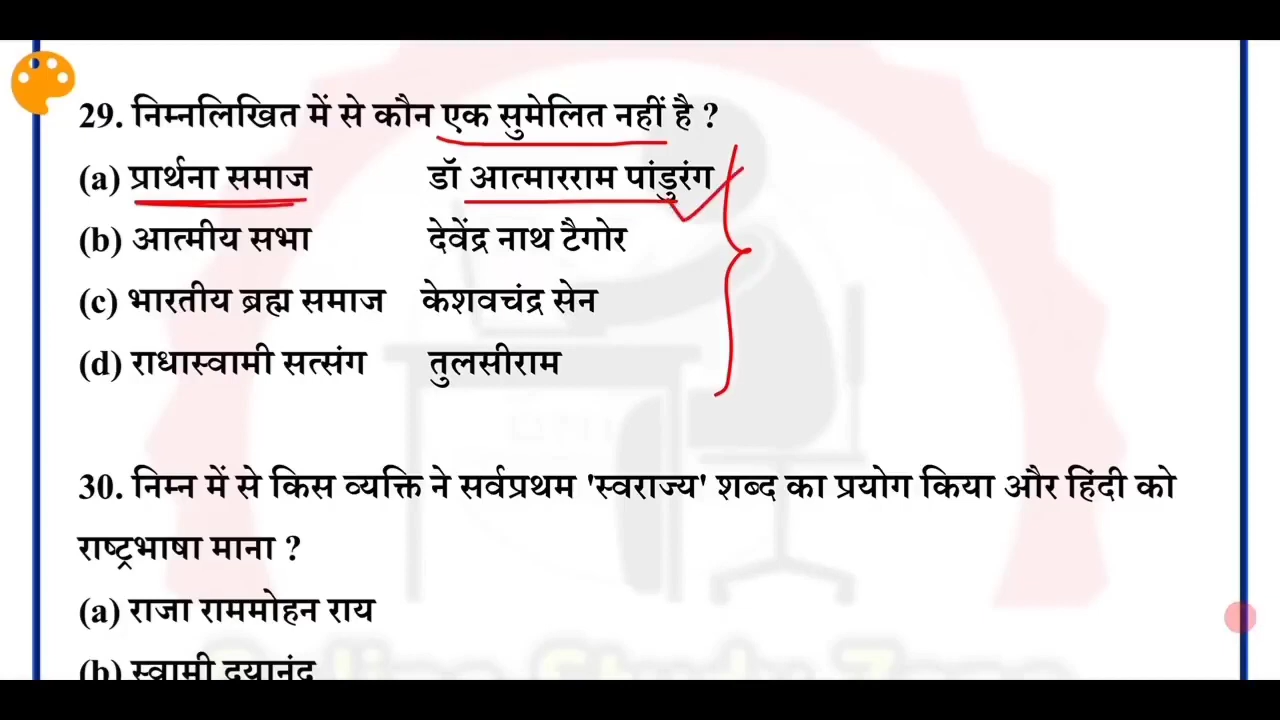 29. निम्नलिखित में से कौन एक सुमेलित नहीं है ?
(a) प्रार्थना समाज डॉ आत्मारराम पांडुरंग
(b) आत्मीय सभा देवेंद्र नाथ टैगोर
(c) भारतीय ब्रह्म समाज केशवचंद्र सेन
(d) राधास्वामी सत्संग तुलसीराम
30. निम्न में से किस व्यक्ति ने सर्वप्रथम 'स्वराज्य' शब्द का प्रयोग किया और हिंदी को
राष्ट्रभाषा माना ?
(a) राजा राममोहन राय
(b) स्वामी दयानंद